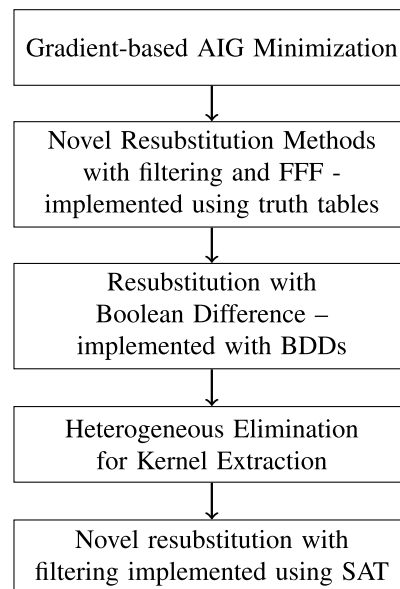 Gradient-based AIG Minimization
Novel Resubstitution Methods
with filtering and FFF -
implemented using truth tables
Resubstitution with
Boolean Difference –
implemented with BDDs
Heterogeneous Elimination
for Kernel Extraction
Novel resubstitution with
filtering implemented using SAT